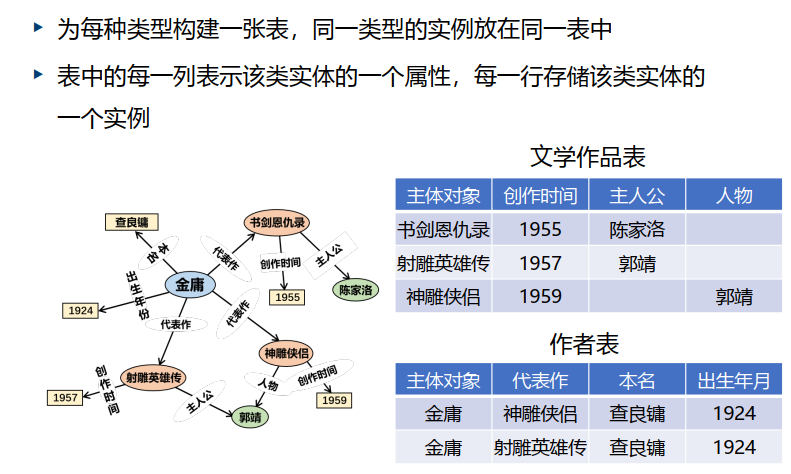 为每种类型构建一张表，同一类型的实例放在同一表中
表中的每一列表示该类实体的一个属性，每一行存储该类实体的
一个实例
查良镛
本名
代表作
书剑恩仇录
创作时间
主人公
1955
陈家洛
出生年份
金庸
1924
代表作
代表作
神雕侠侣
射雕英雄传
创作时间
1957
主人公
人物
创作时间
1959
郭靖
文学作品表
主体对象 创作时间 主人公 人物
书剑恩仇录 1955 陈家洛
射雕英雄传 1957 郭靖
神雕侠侣 1959 郭靖
作者表
主体对象 代表作 本名 出生年月
金庸 神雕侠侣 查良镛 1924
金庸 射雕英雄传 查良镛 1924